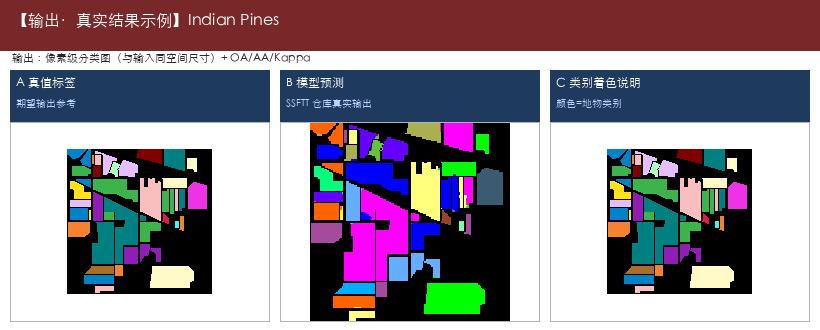 【输出·真实结果示例】Indian Pines
输出：像素级分类图（与输入同空间尺寸）+ OA/AA/Kappa
A 真值标签
期望输出参考
B 模型预测
SSFTT 仓库真实输出
C 类别着色说明
颜色=地物类别